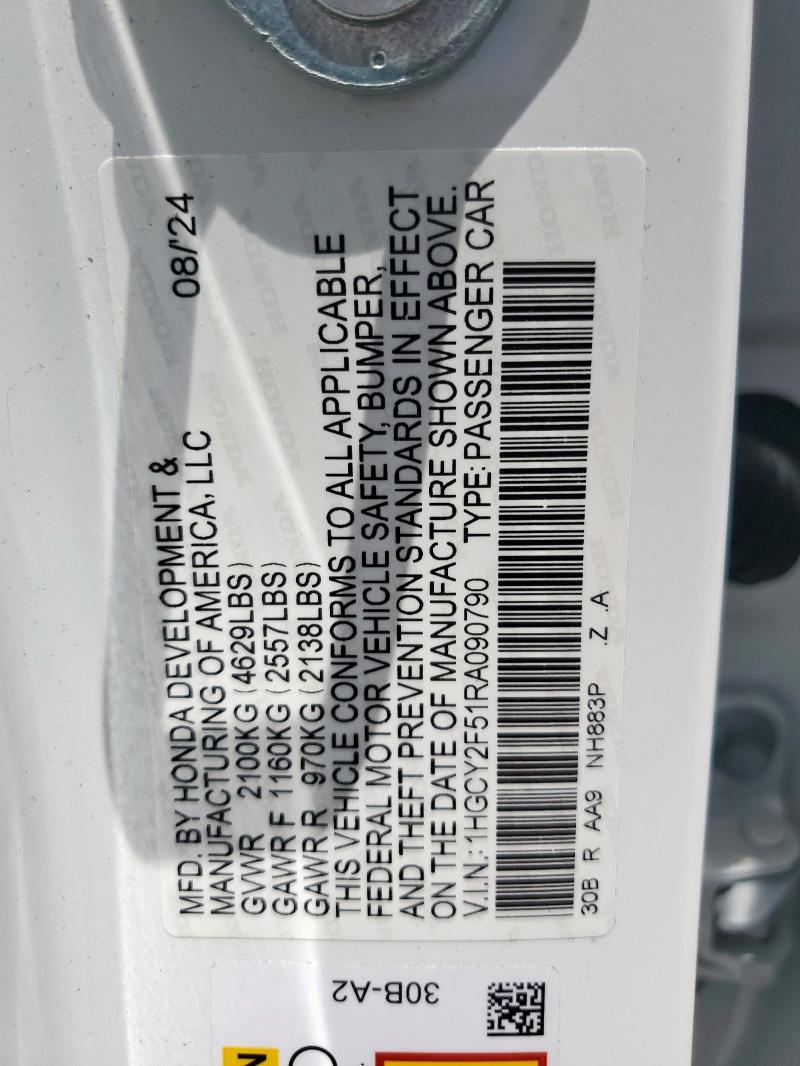 MFD. BY HONDA DEVELOPMENT & 08/'24
MANUFACTURING OF AMERICA, LLC
GVWR 2100KG (4629LBS)
GAWR F 1160KG (2557LBS)
GAWR R 970KG (2138LBS)
THIS VEHICLE CONFORMS TO ALL APPLICABLE
FEDERAL MOTOR VEHICLE SAFETY, BUMPER,
AND THEFT PREVENTION STANDARDS IN EFFECT
ON THE DATE OF MANUFACTURE SHOWN ABOVE.
V.I.N.: 1HGCY2F51RA090790 TYPE: PASSENGER CAR
30B R AA9 NH883P .Z .A
30B-A2